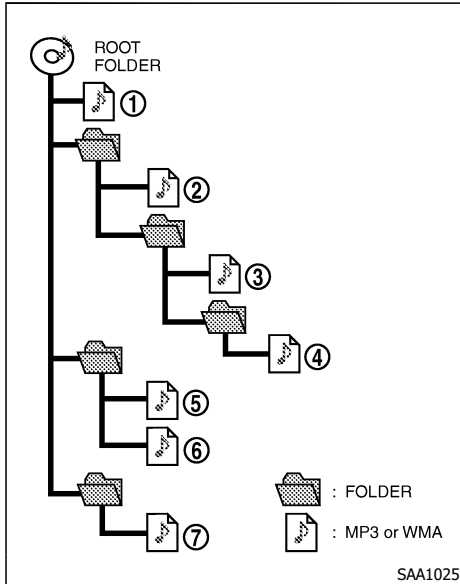 ROOT
FOLDER
①
②
③
④
⑤
⑥
⑦
: FOLDER
: MP3 or WMA
SAA1025